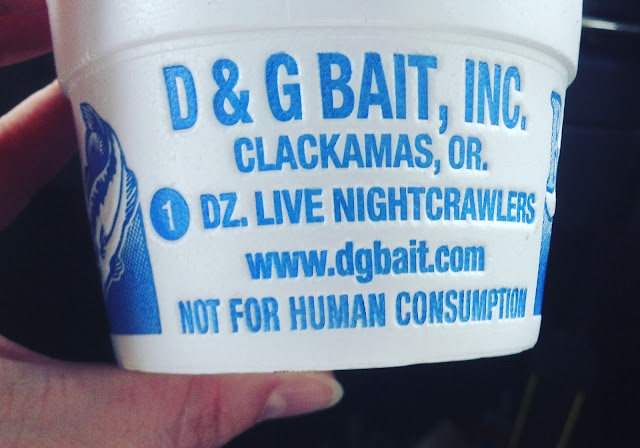 D & G BAIT, INC.
CLACKAMAS, OR.
1 DZ. LIVE NIGHTCRAWLERS
www.dgbait.com
NOT FOR HUMAN CONSUMPTION